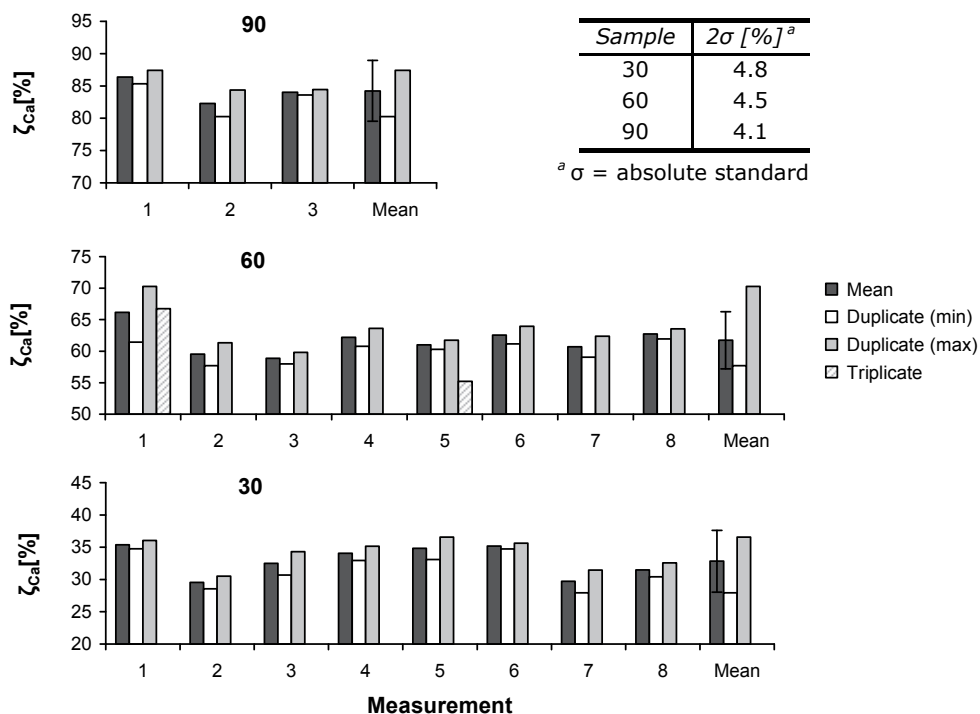 90
ζCa[%]
95
90
85
80
75
70
1 2 3 Mean
Sample 2σ [%] a
30 4.8
60 4.5
90 4.1
a σ = absolute standard
60
ζCa[%]
75
70
65
60
55
50
1 2 3 4 5 6 7 8 Mean
Mean
Duplicate (min)
Duplicate (max)
Triplicate
30
ζCa[%]
45
40
35
30
25
20
1 2 3 4 5 6 7 8 Mean
Measurement